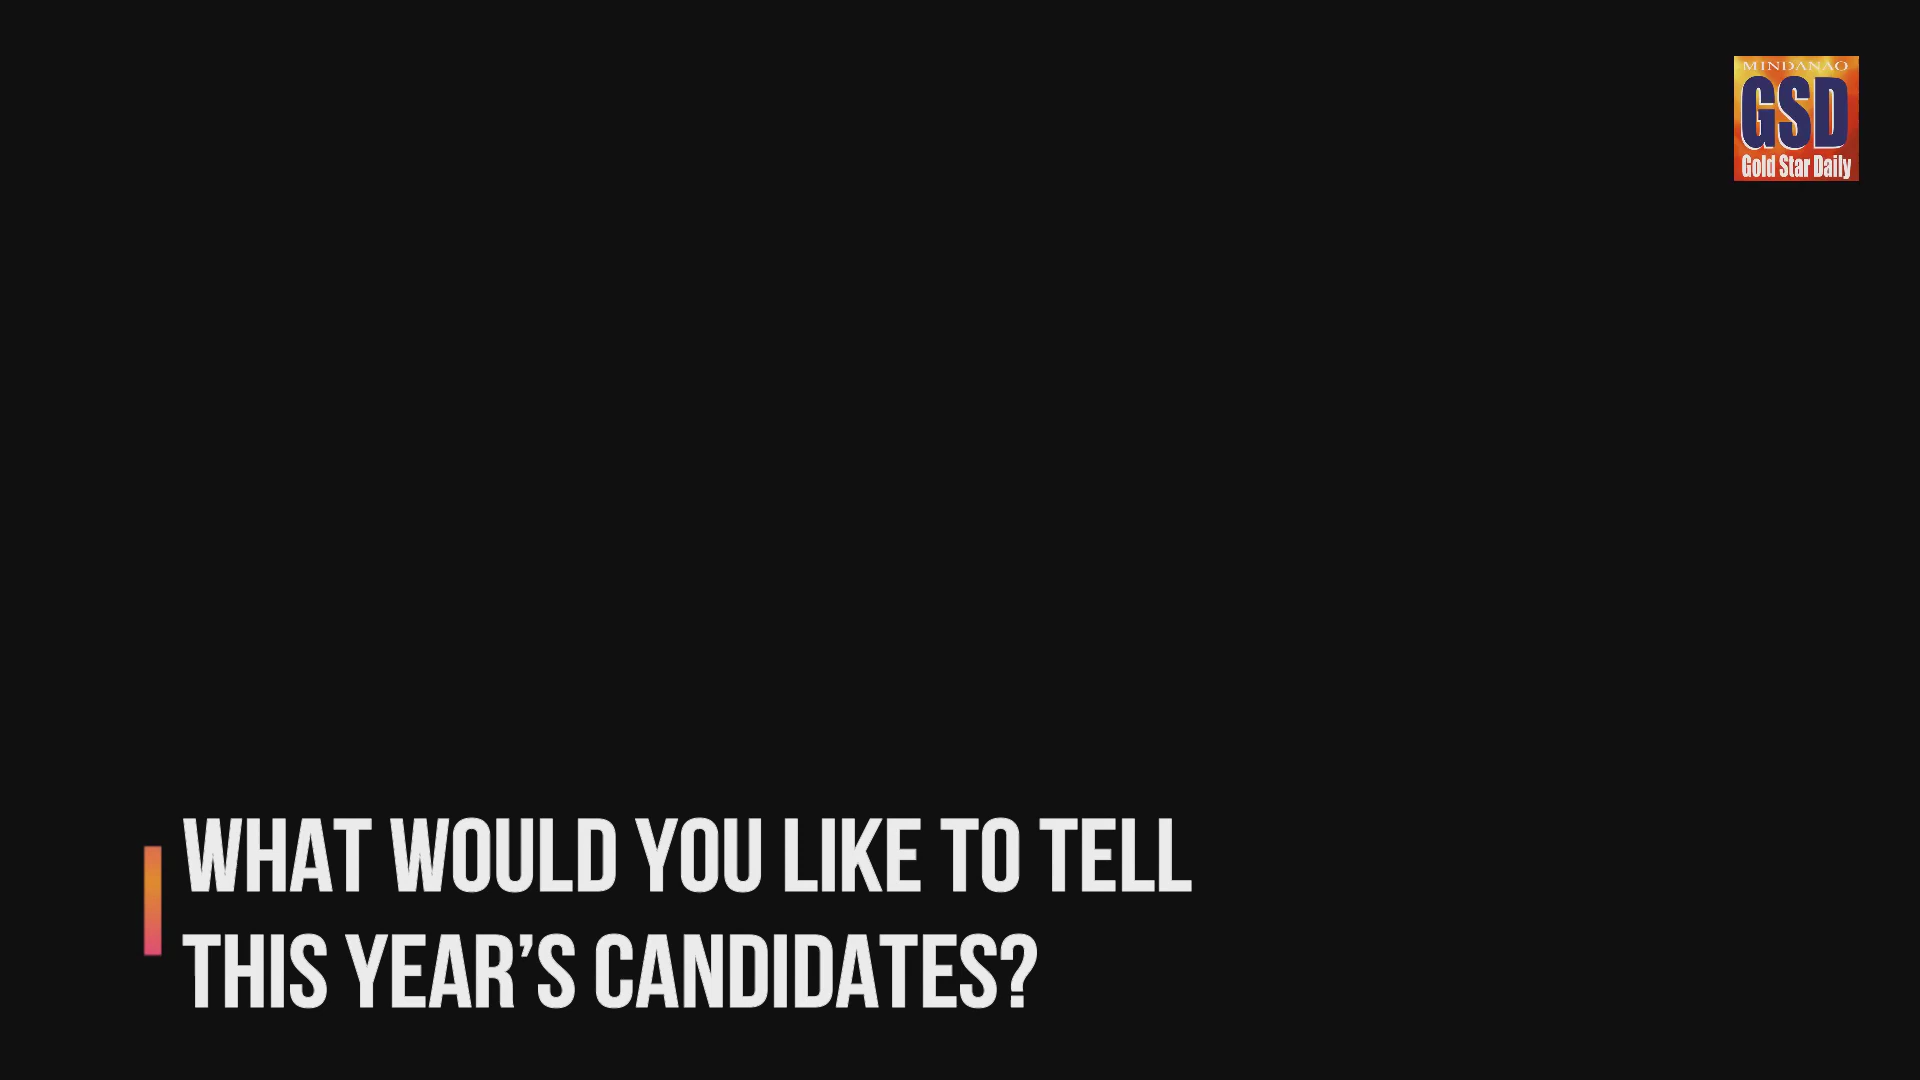 MINDANAO
GSD
Gold Star Daily
WHAT WOULD YOU LIKE TO TELL
THIS YEAR’S CANDIDATES?